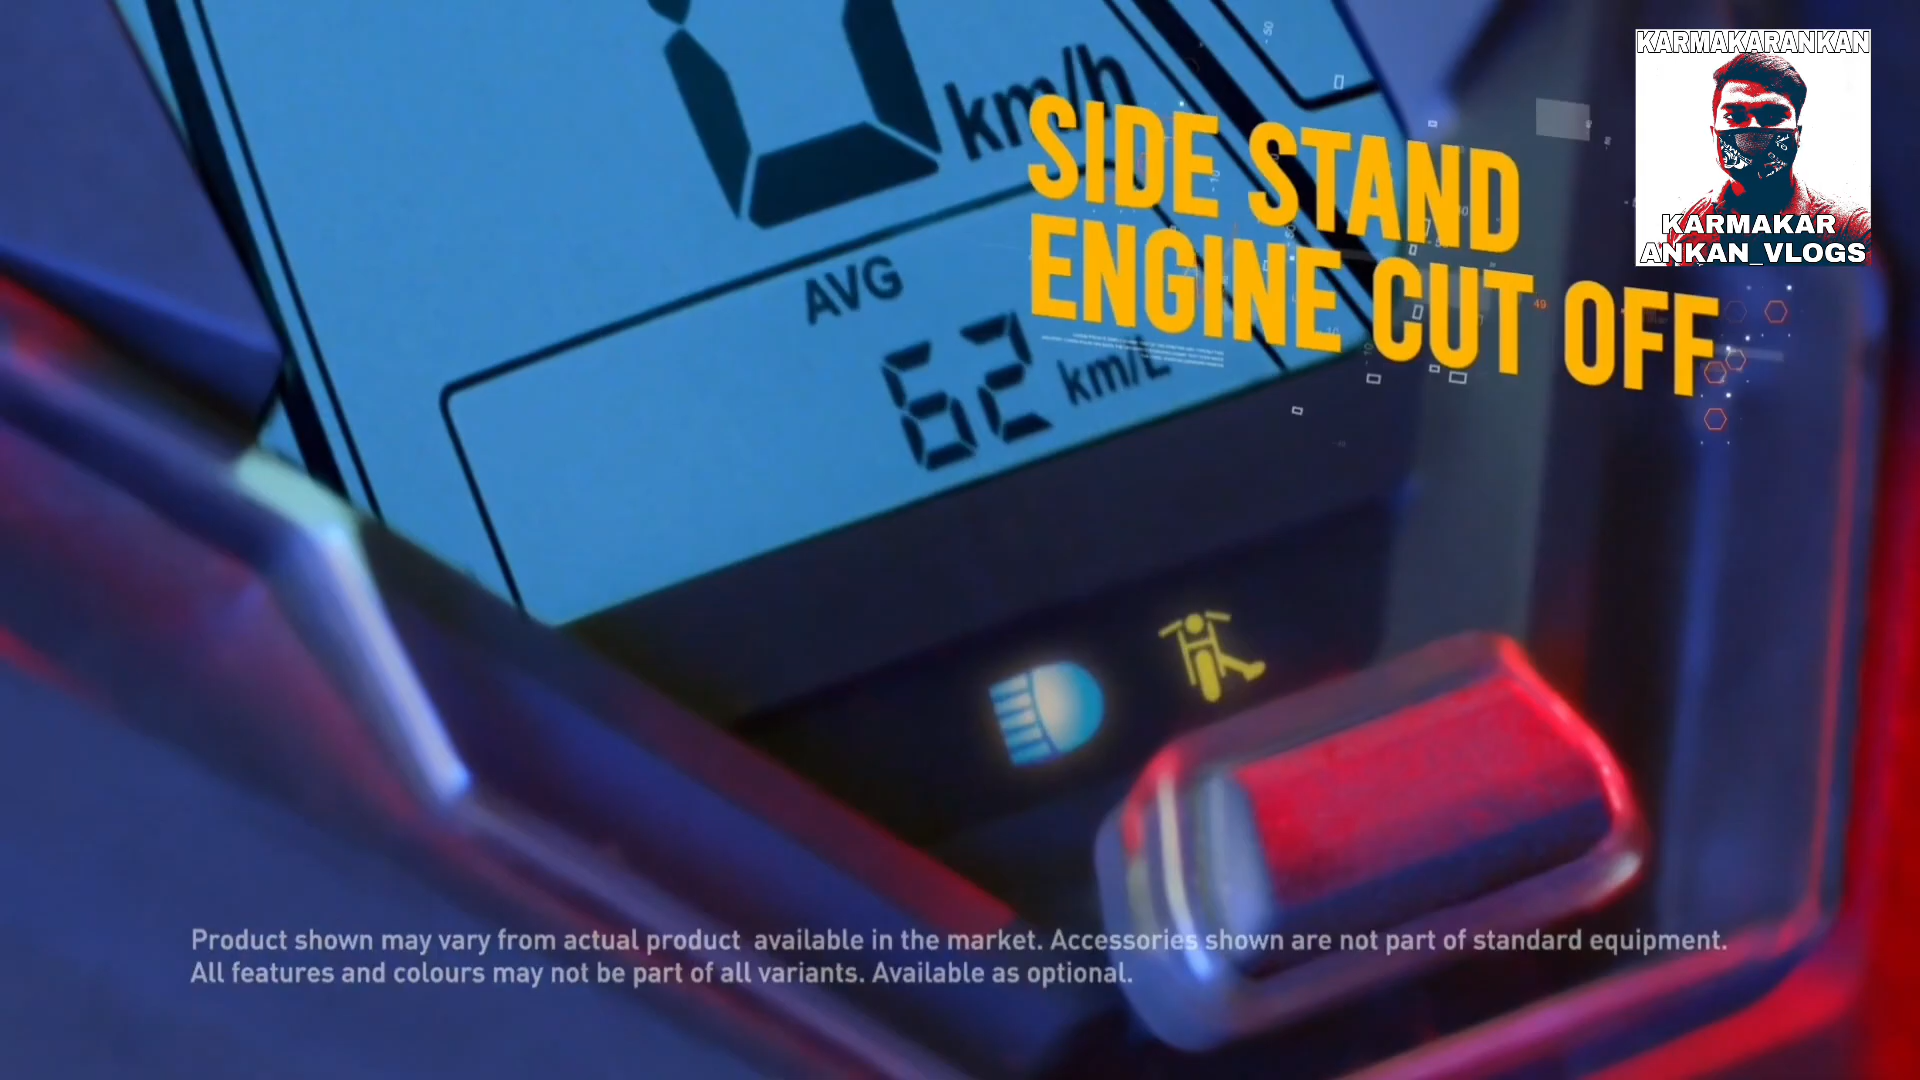 KARMAKARANKAN
KARMAKAR
ANKAN_VLOGS
km/h
SIDE STAND
ENGINE CUT OFF
AVG
62 km/L
49
Product shown may vary from actual product available in the market. Accessories shown are not part of standard equipment.
All features and colours may not be part of all variants. Available as optional.